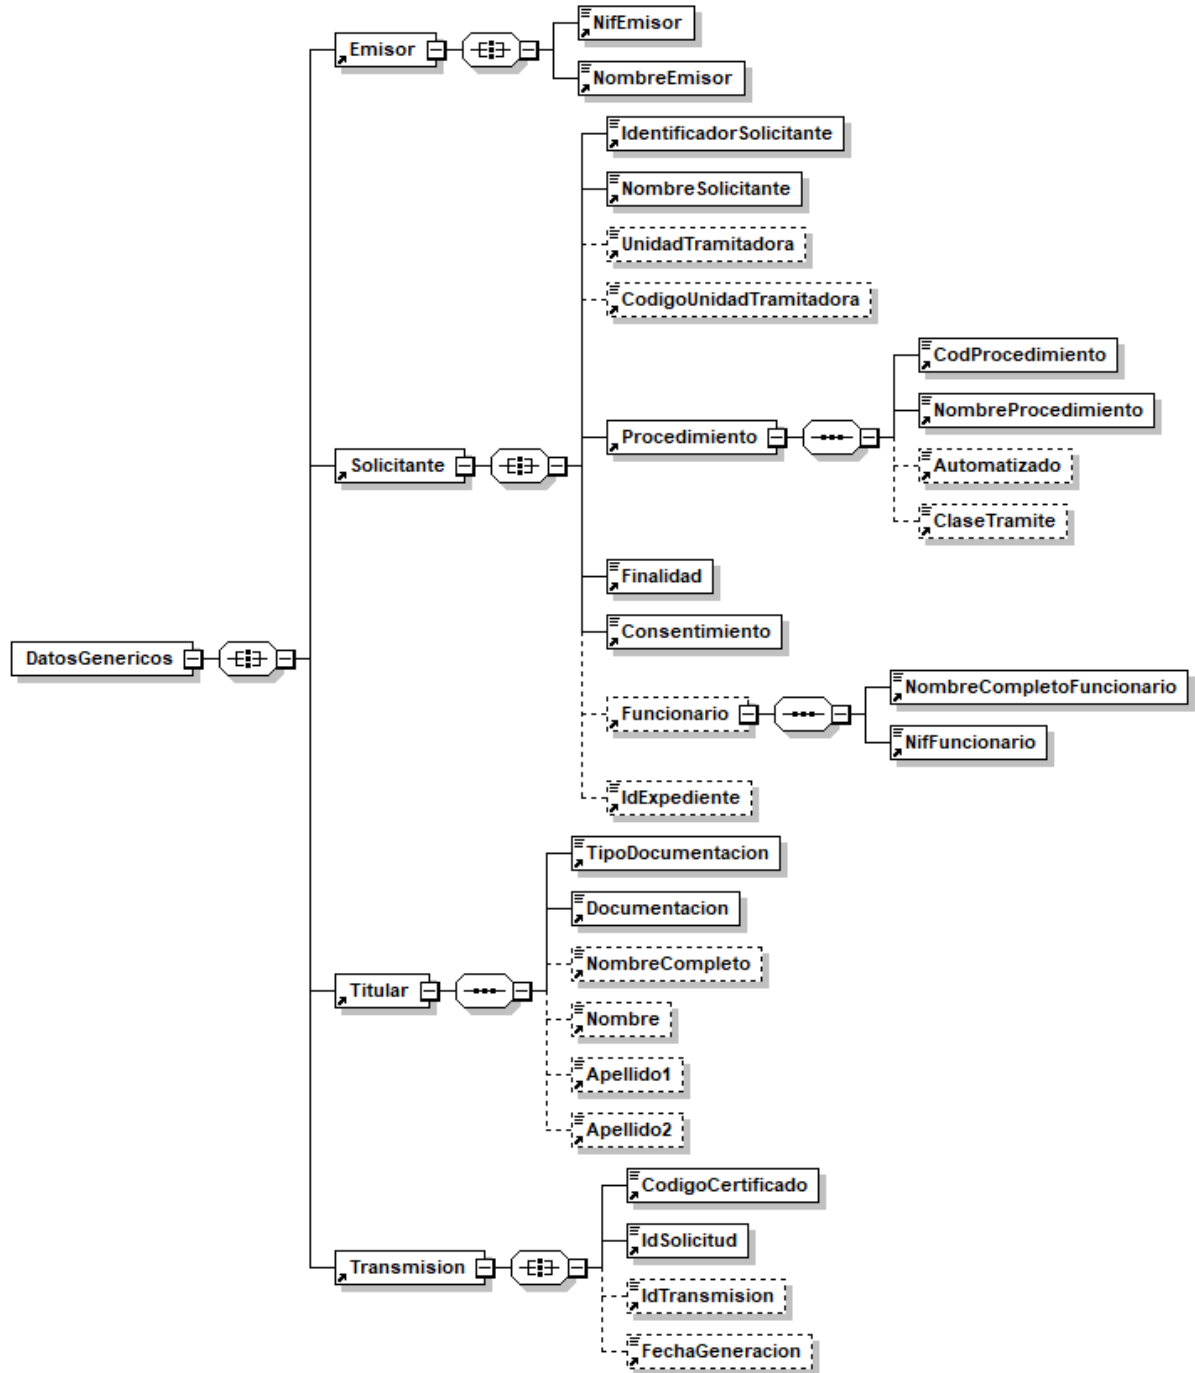 NifEmisor
Emisor
NombreEmisor
IdentificadorSolicitante
NombreSolicitante
UnidadTramitadora
CodigoUnidadTramitadora
CodProcedimiento
NombreProcedimiento
Procedimiento
Solicitante
Automatizado
ClaseTramite
Finalidad
Consentimiento
DatosGenericos
NombreCompletoFuncionario
Funcionario
NifFuncionario
IdExpediente
TipoDocumentacion
Documentacion
NombreCompleto
Titular
Nombre
Apellido1
Apellido2
CodigoCertificado
IdSolicitud
Transmision
IdTransmision
FechaGeneracion